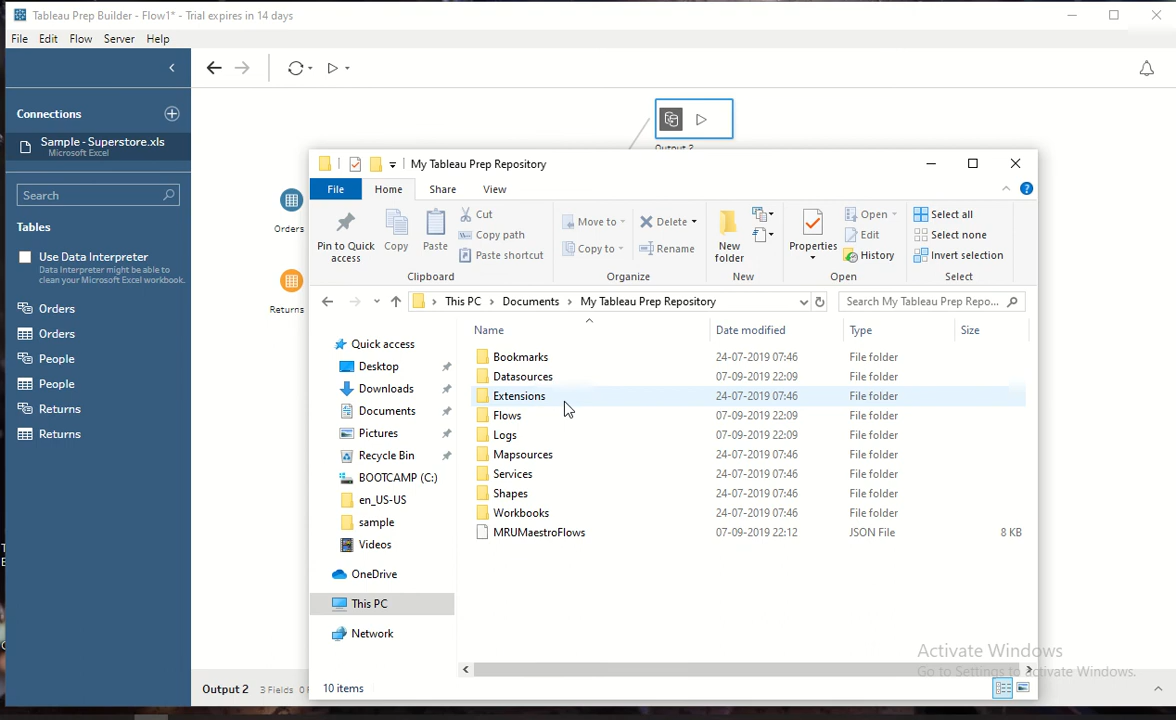 Tableau Prep Builder - Flow1* - Trial expires in 14 days
File Edit Flow Server Help
Connections
Sample - Superstore.xls
Microsoft Excel
Search
Tables
Use Data Interpreter
Data Interpreter might be able to
clean your Microsoft Excel workbook.
Orders
Orders
People
People
Returns
Returns
Output 2
Orders
Returns
My Tableau Prep Repository
File Home Share View
Pin to Quick access
Copy
Paste
Cut
Copy path
Paste shortcut
Clipboard
Move to
Copy to
Delete
Rename
Organize
New folder
New
Properties
Open
Edit
History
Open
Select all
Select none
Invert selection
Select
This PC > Documents > My Tableau Prep Repository
Search My Tableau Prep Repo...
Quick access
Desktop
Downloads
Documents
Pictures
Recycle Bin
BOOTCAMP (C:)
en_US-US
sample
Videos
OneDrive
This PC
Network
Name Date modified Type Size
Bookmarks 24-07-2019 07:46 File folder
Datasources 07-09-2019 22:09 File folder
Extensions 24-07-2019 07:46 File folder
Flows 07-09-2019 22:09 File folder
Logs 07-09-2019 22:09 File folder
Mapsources 24-07-2019 07:46 File folder
Services 24-07-2019 07:46 File folder
Shapes 24-07-2019 07:46 File folder
Workbooks 24-07-2019 07:46 File folder
MRUMaestroFlows 07-09-2019 22:12 JSON File 8 KB
Activate Windows
Go to Settings to activate Windows.
10 items
Output 2 3 Fields